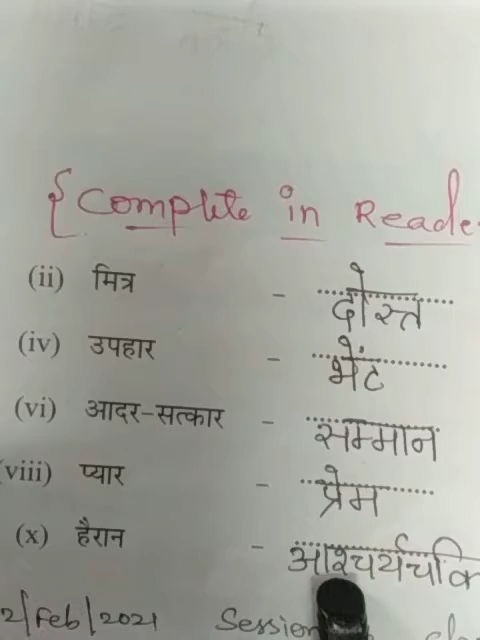 {Complete in Reade
(ii) मित्र - दोस्त
(iv) उपहार - भेंट
(vi) आदर-सत्कार - सम्मान
(viii) प्यार - प्रेम
(x) हैरान - आश्चर्यचकि
2/Feb/2021 Session